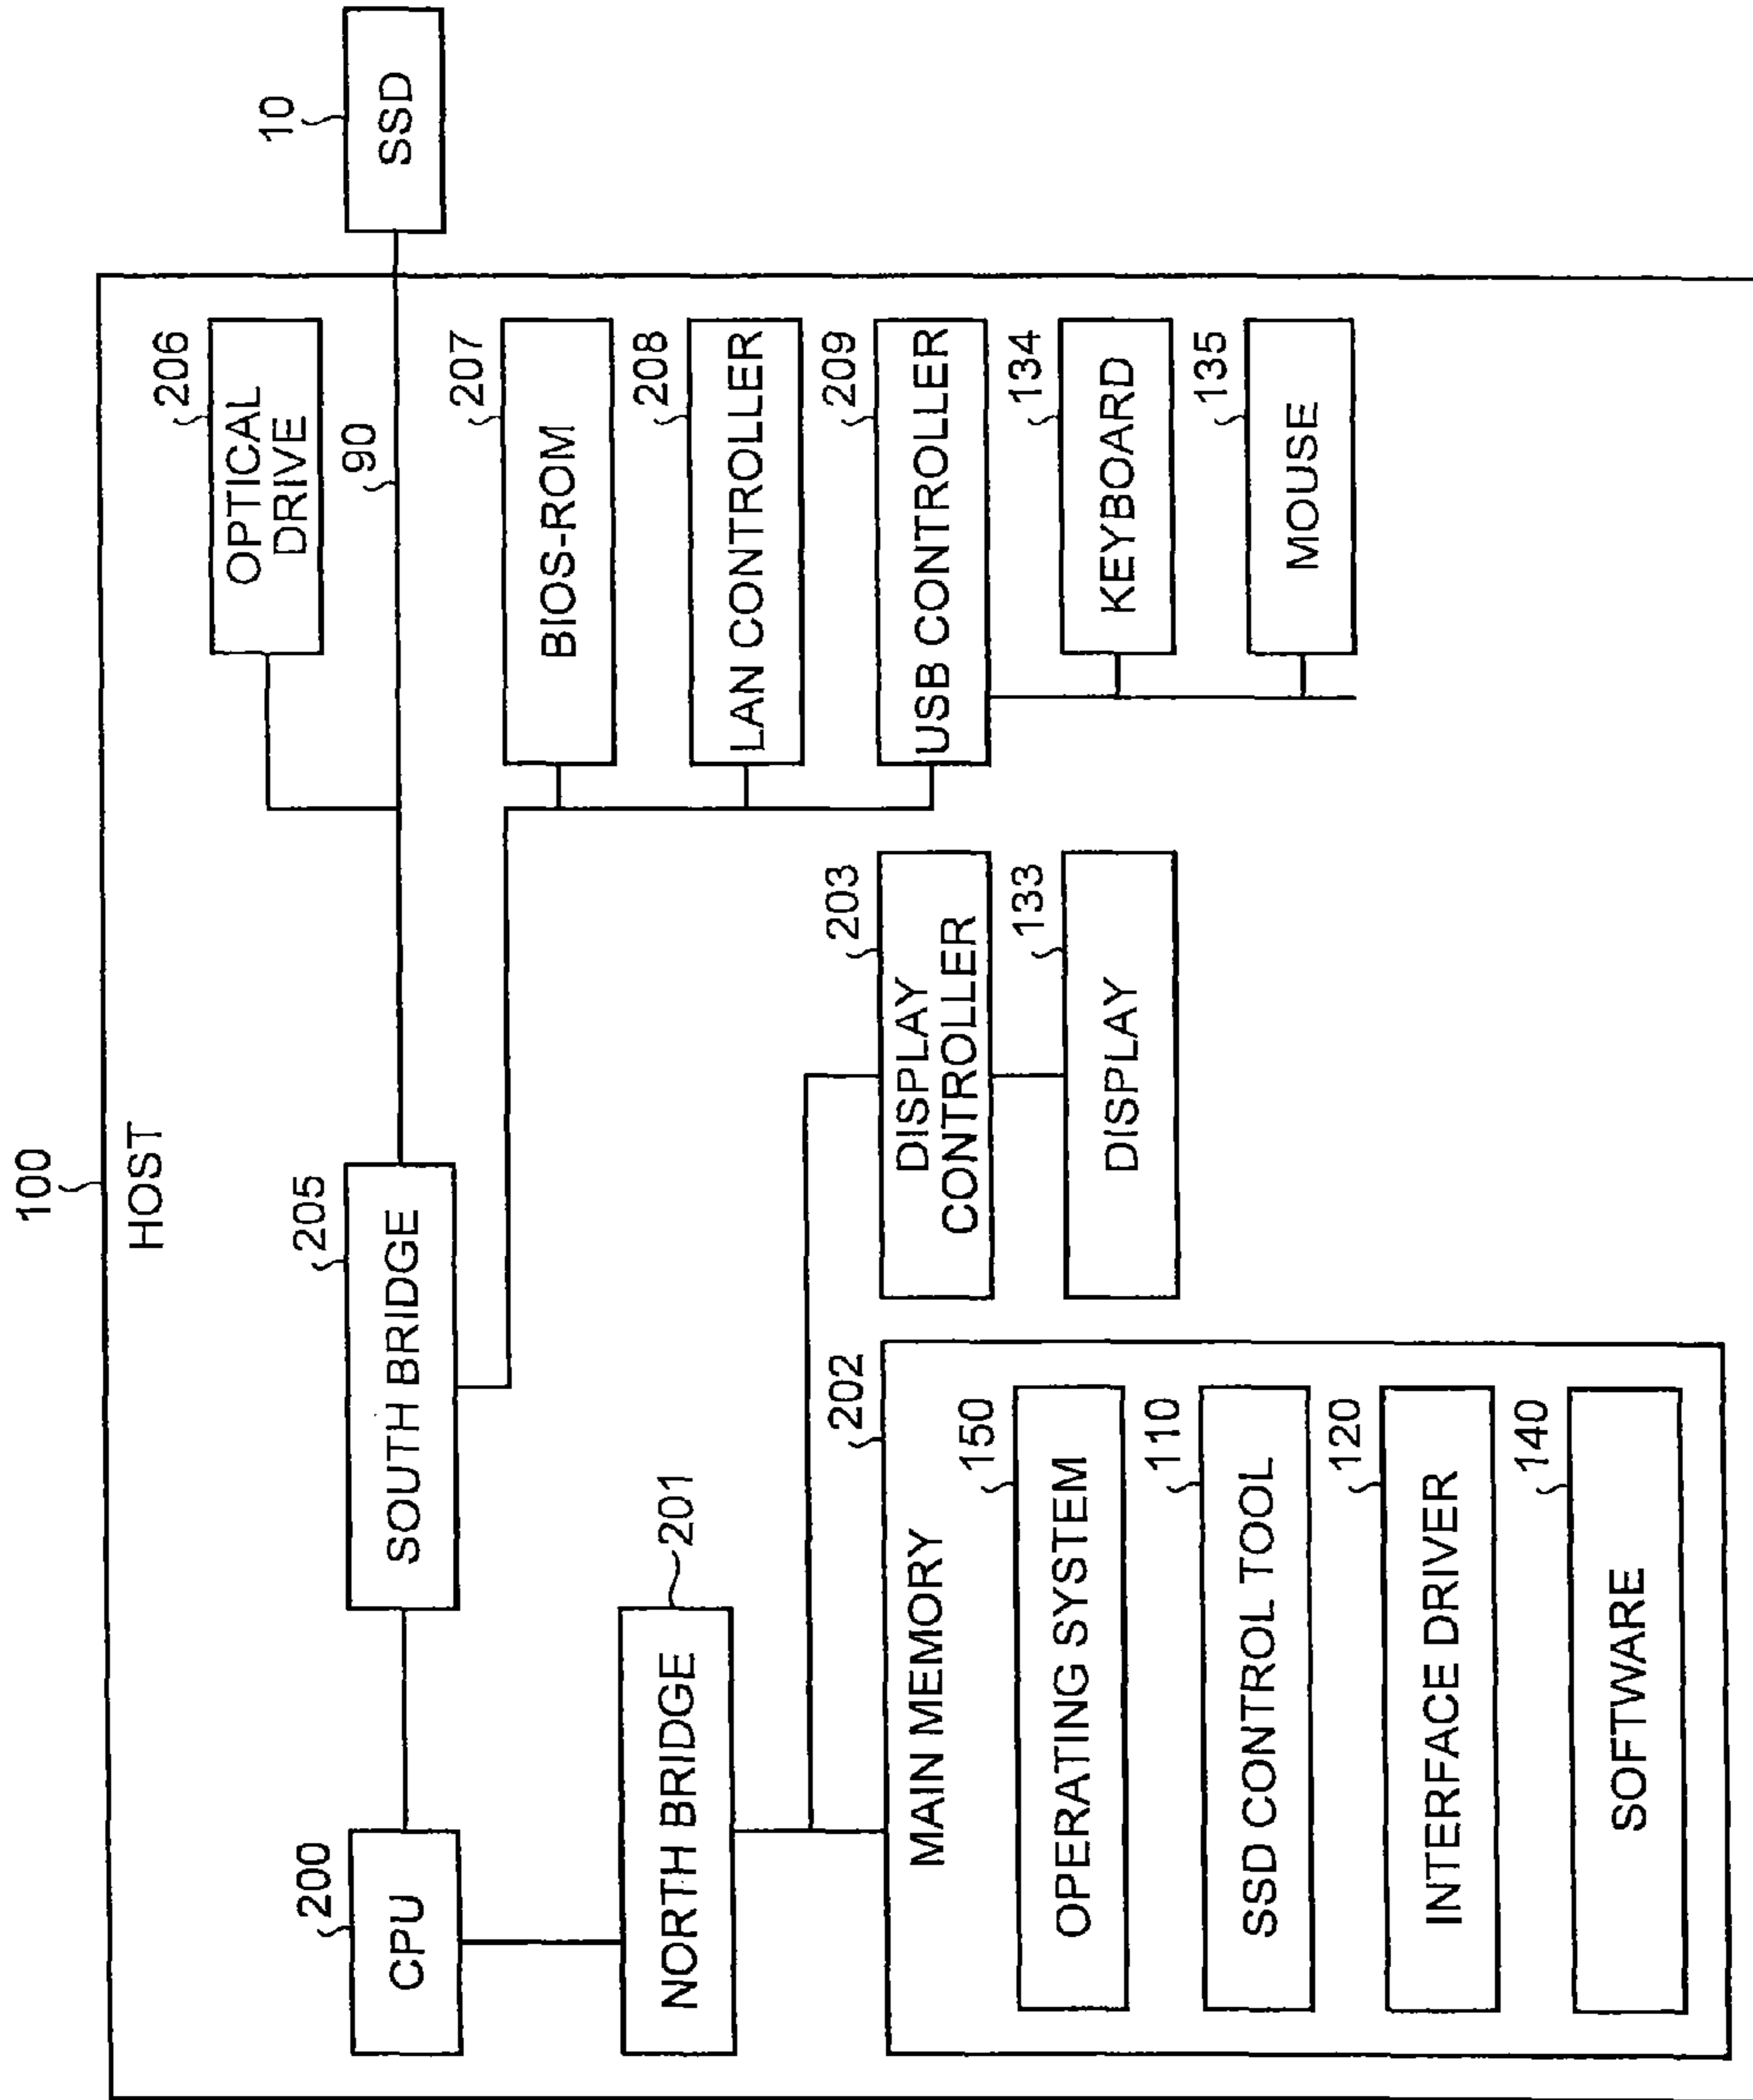 100
HOST
10
SSD
200
CPU
205
SOUTH BRIDGE
206
OPTICAL
DRIVE
90
201
NORTH BRIDGE
207
BIOS-ROM
208
LAN CONTROLLER
209
USB CONTROLLER
134
KEYBOARD
135
MOUSE
203
DISPLAY
CONTROLLER
133
DISPLAY
202
MAIN MEMORY
150
OPERATING SYSTEM
110
SSD CONTROL TOOL
120
INTERFACE DRIVER
140
SOFTWARE